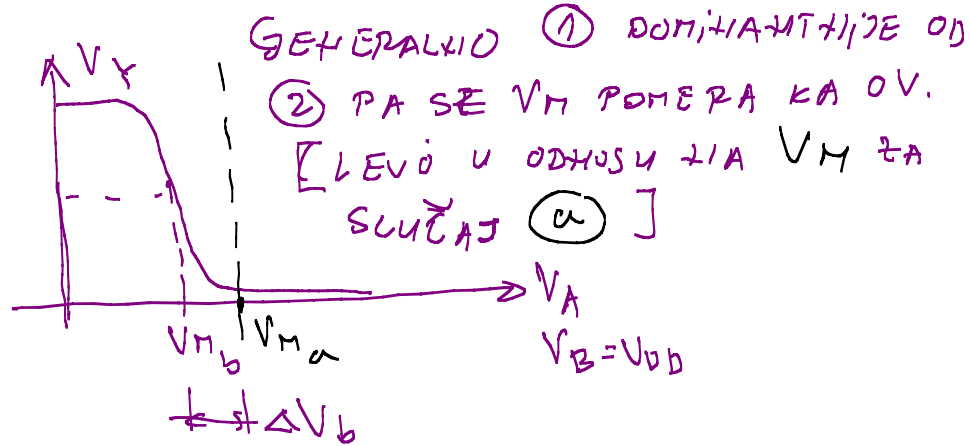 GENERALNO ① DOMINANTNIJE OD
② PA SE VM POMERA KA 0V.
[LEVO U ODNOSU NA VM ZA
SLUČAJ ⓐ]
VY
VA
VB = VDD
VMb VMa
ΔVb